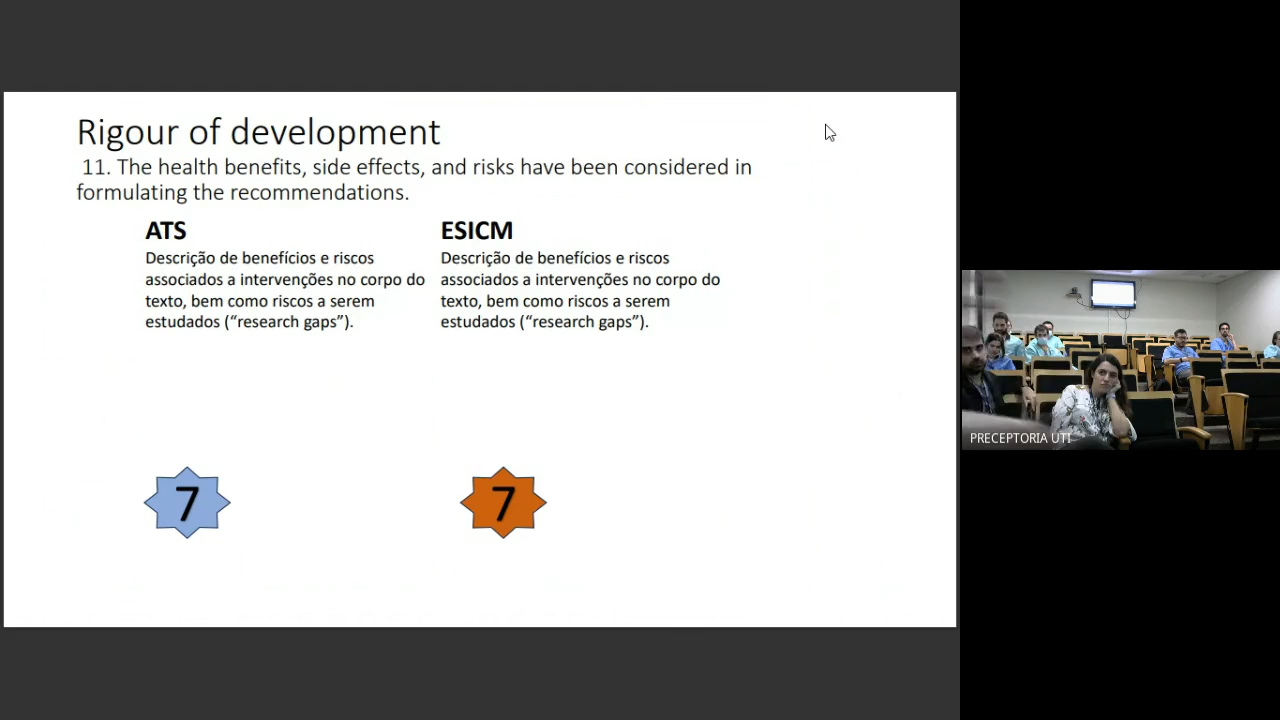 Rigour of development
11. The health benefits, side effects, and risks have been considered in
formulating the recommendations.
ATS
Descrição de benefícios e riscos
associados a intervenções no corpo do
texto, bem como riscos a serem
estudados (“research gaps”).
ESICM
Descrição de benefícios e riscos
associados a intervenções no corpo do
texto, bem como riscos a serem
estudados (“research gaps”).
7
7
PRECEPTORIA UTI